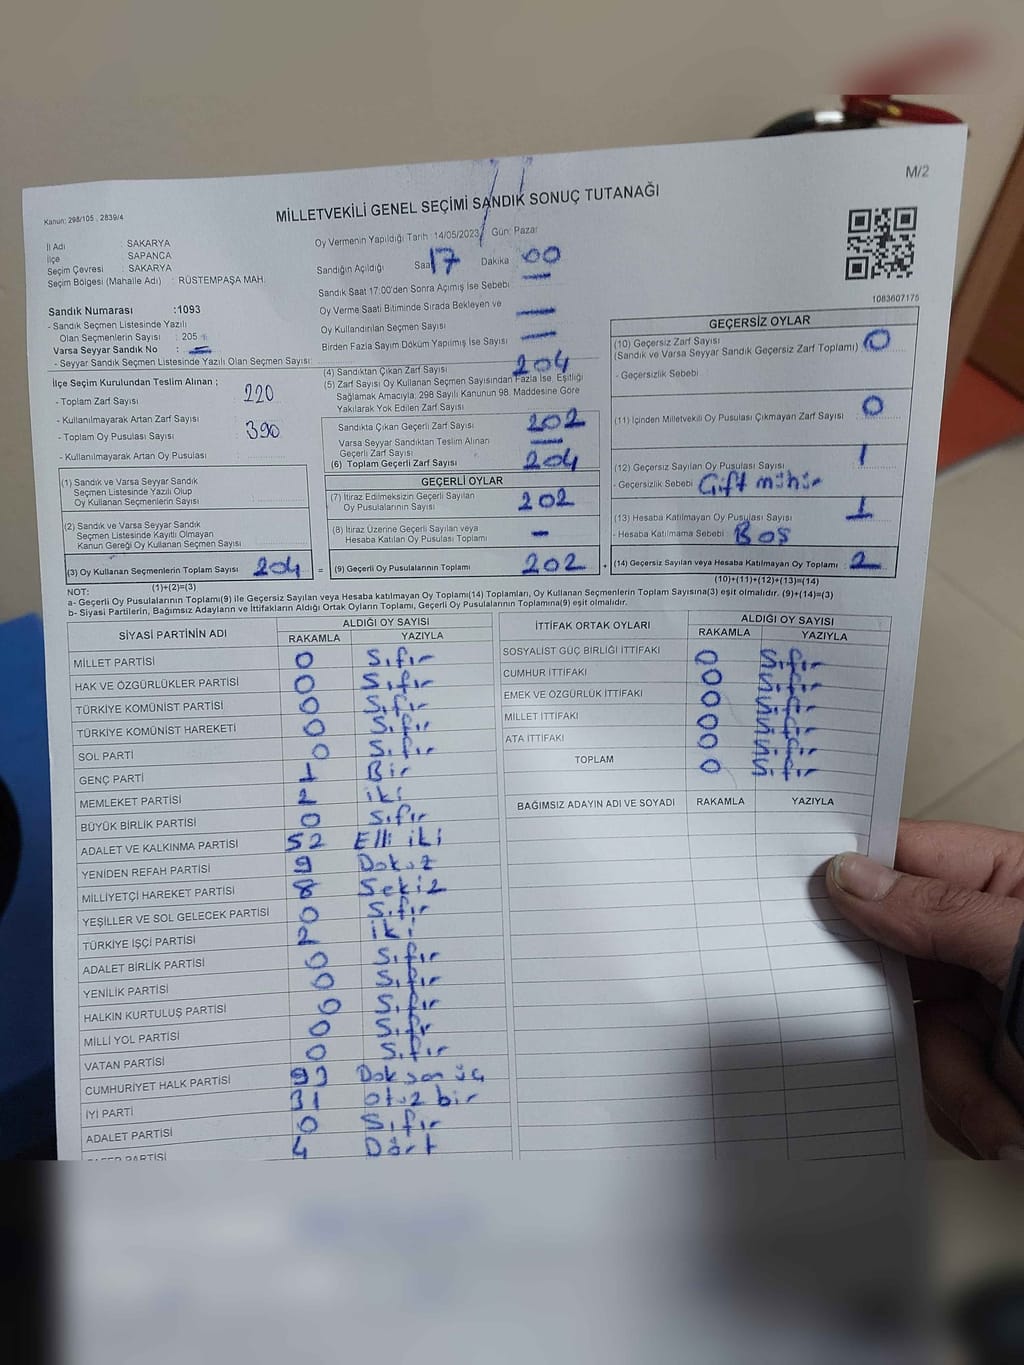 M/2
Kanun: 298/105 , 2839/4
MİLLETVEKİLİ GENEL SEÇİMİ SANDIK SONUÇ TUTANAĞI
İl Adı : SAKARYA
İlçe SAPANCA
Seçim Çevresi : SAKARYA
Seçim Bölgesi (Mahalle Adı) : RÜSTEMPAŞA MAH.
Oy Vermenin Yapıldığı Tarih: 14/05/2023 Gün: Pazar
Sandığın Açıldığı Saat 17 Dakika 00
Sandık Saat 17:00'den Sonra Açımış İse Sebebi —
Oy Verme Saati Bitiminde Sırada Bekleyen ve
Oy Kullandırılan Seçmen Sayısı —
Birden Fazla Sayım Döküm Yapılmış İse Sayısı —
1083607175
Sandık Numarası :1093
- Sandık Seçmen Listesinde Yazılı
Olan Seçmenlerin Sayısı : 205
Varsa Seyyar Sandık No : —
- Seyyar Sandık Seçmen Listesinde Yazılı Olan Seçmen Sayısı:
İlçe Seçim Kurulundan Teslim Alınan ;
- Toplam Zarf Sayısı : 220
- Kullanılmayarak Artan Zarf Sayısı :
- Toplam Oy Pusulası Sayısı : 390
- Kullanılmayarak Artan Oy Pusulası :
(1) Sandık ve Varsa Seyyar Sandık
Seçmen Listesinde Yazılı Olup
Oy Kullanan Seçmenlerin Sayısı
(2) Sandık ve Varsa Seyyar Sandık
Seçmen Listesinde Kayıtlı Olmayan
Kanun Gereği Oy Kullanan Seçmen Sayısı
(3) Oy Kullanan Seçmenlerin Toplam Sayısı 204
(1)+(2)=(3)
(4) Sandıktan Çıkan Zarf Sayısı 204
(5) Zarf Sayısı Oy Kullanan Seçmen Sayısından Fazla İse, Eşitliği
Sağlamak Amacıyla, 298 Sayılı Kanunun 98. Maddesine Göre
Yakılarak Yok Edilen Zarf Sayısı
Sandıkta Çıkan Geçerli Zarf Sayısı 202
Varsa Seyyar Sandıktan Teslim Alınan
Geçerli Zarf Sayısı —
(6) Toplam Geçerli Zarf Sayısı 204
GEÇERLİ OYLAR
(7) İtiraz Edilmeksizin Geçerli Sayılan
Oy Pusulalarının Sayısı 202
(8) İtiraz Üzerine Geçerli Sayılan veya
Hesaba Katılan Oy Pusulası Toplamı -
= (9) Geçerli Oy Pusulalarının Toplamı 202 +
GEÇERSİZ OYLAR
(10) Geçersiz Zarf Sayısı 0
(Sandık ve Varsa Seyyar Sandık Geçersiz Zarf Toplamı)
- Geçersizlik Sebebi
(11) İçinden Milletvekili Oy Pusulası Çıkmayan Zarf Sayısı 0
(12) Geçersiz Sayılan Oy Pusulası Sayısı 1
- Geçersizlik Sebebi Çift mühür
(13) Hesaba Katılmayan Oy Pusulası Sayısı 1
- Hesaba Katılmama Sebebi Boş
(14) Geçersiz Sayılan veya Hesaba Katılmayan Oy Toplamı 2
(10)+(11)+(12)+(13)=(14)
NOT:
a- Geçerli Oy Pusulalarının Toplamı(9) ile Geçersiz Sayılan veya Hesaba Katılmayan Oy Toplamı(14) Toplamları, Oy Kullanan Seçmenlerin Toplam Sayısına(3) eşit olmalıdır. (9)+(14)=(3)
b- Siyasi Partilerin, Bağımsız Adayların ve İttifakların Aldığı Ortak Oyların Toplamı, Geçerli Oy Pusulalarının Toplamına(9) eşit olmalıdır.
SİYASİ PARTİNİN ADI ALDIĞI OY SAYISI
RAKAMLA YAZIYLA
MİLLET PARTİSİ 0 Sıfır
HAK VE ÖZGÜRLÜKLER PARTİSİ 0 Sıfır
TÜRKİYE KOMÜNİST PARTİSİ 0 Sıfır
TÜRKİYE KOMÜNİST HAREKETİ 0 Sıfır
SOL PARTİ 0 Sıfır
GENÇ PARTİ 1 Bir
MEMLEKET PARTİSİ 2 iki
BÜYÜK BİRLİK PARTİSİ 0 Sıfır
ADALET VE KALKINMA PARTİSİ 52 Elli iki
YENİDEN REFAH PARTİSİ 9 Dokuz
MİLLİYETÇİ HAREKET PARTİSİ 8 Sekiz
YEŞİLLER VE SOL GELECEK PARTİSİ 0 Sıfır
TÜRKİYE İŞÇİ PARTİSİ 2 iki
ADALET BİRLİK PARTİSİ 0 Sıfır
YENİLİK PARTİSİ 0 Sıfır
HALKIN KURTULUŞ PARTİSİ 0 Sıfır
MİLLİ YOL PARTİSİ 0 Sıfır
VATAN PARTİSİ 0 Sıfır
CUMHURİYET HALK PARTİSİ 93 Doksan üç
İYİ PARTİ 31 otuz bir
ADALET PARTİSİ 0 Sıfır
PARTİSİ 4 Dört
İTTİFAK ORTAK OYLARI ALDIĞI OY SAYISI
RAKAMLA YAZIYLA
SOSYALİST GÜÇ BİRLİĞİ İTTİFAKI 0 Sıfır
CUMHUR İTTİFAKI 0 Sıfır
EMEK VE ÖZGÜRLÜK İTTİFAKI 0 Sıfır
MİLLET İTTİFAKI 0 Sıfır
ATA İTTİFAKI 0 Sıfır
TOPLAM 0 Sıfır
BAĞIMSIZ ADAYIN ADI VE SOYADI RAKAMLA YAZIYLA